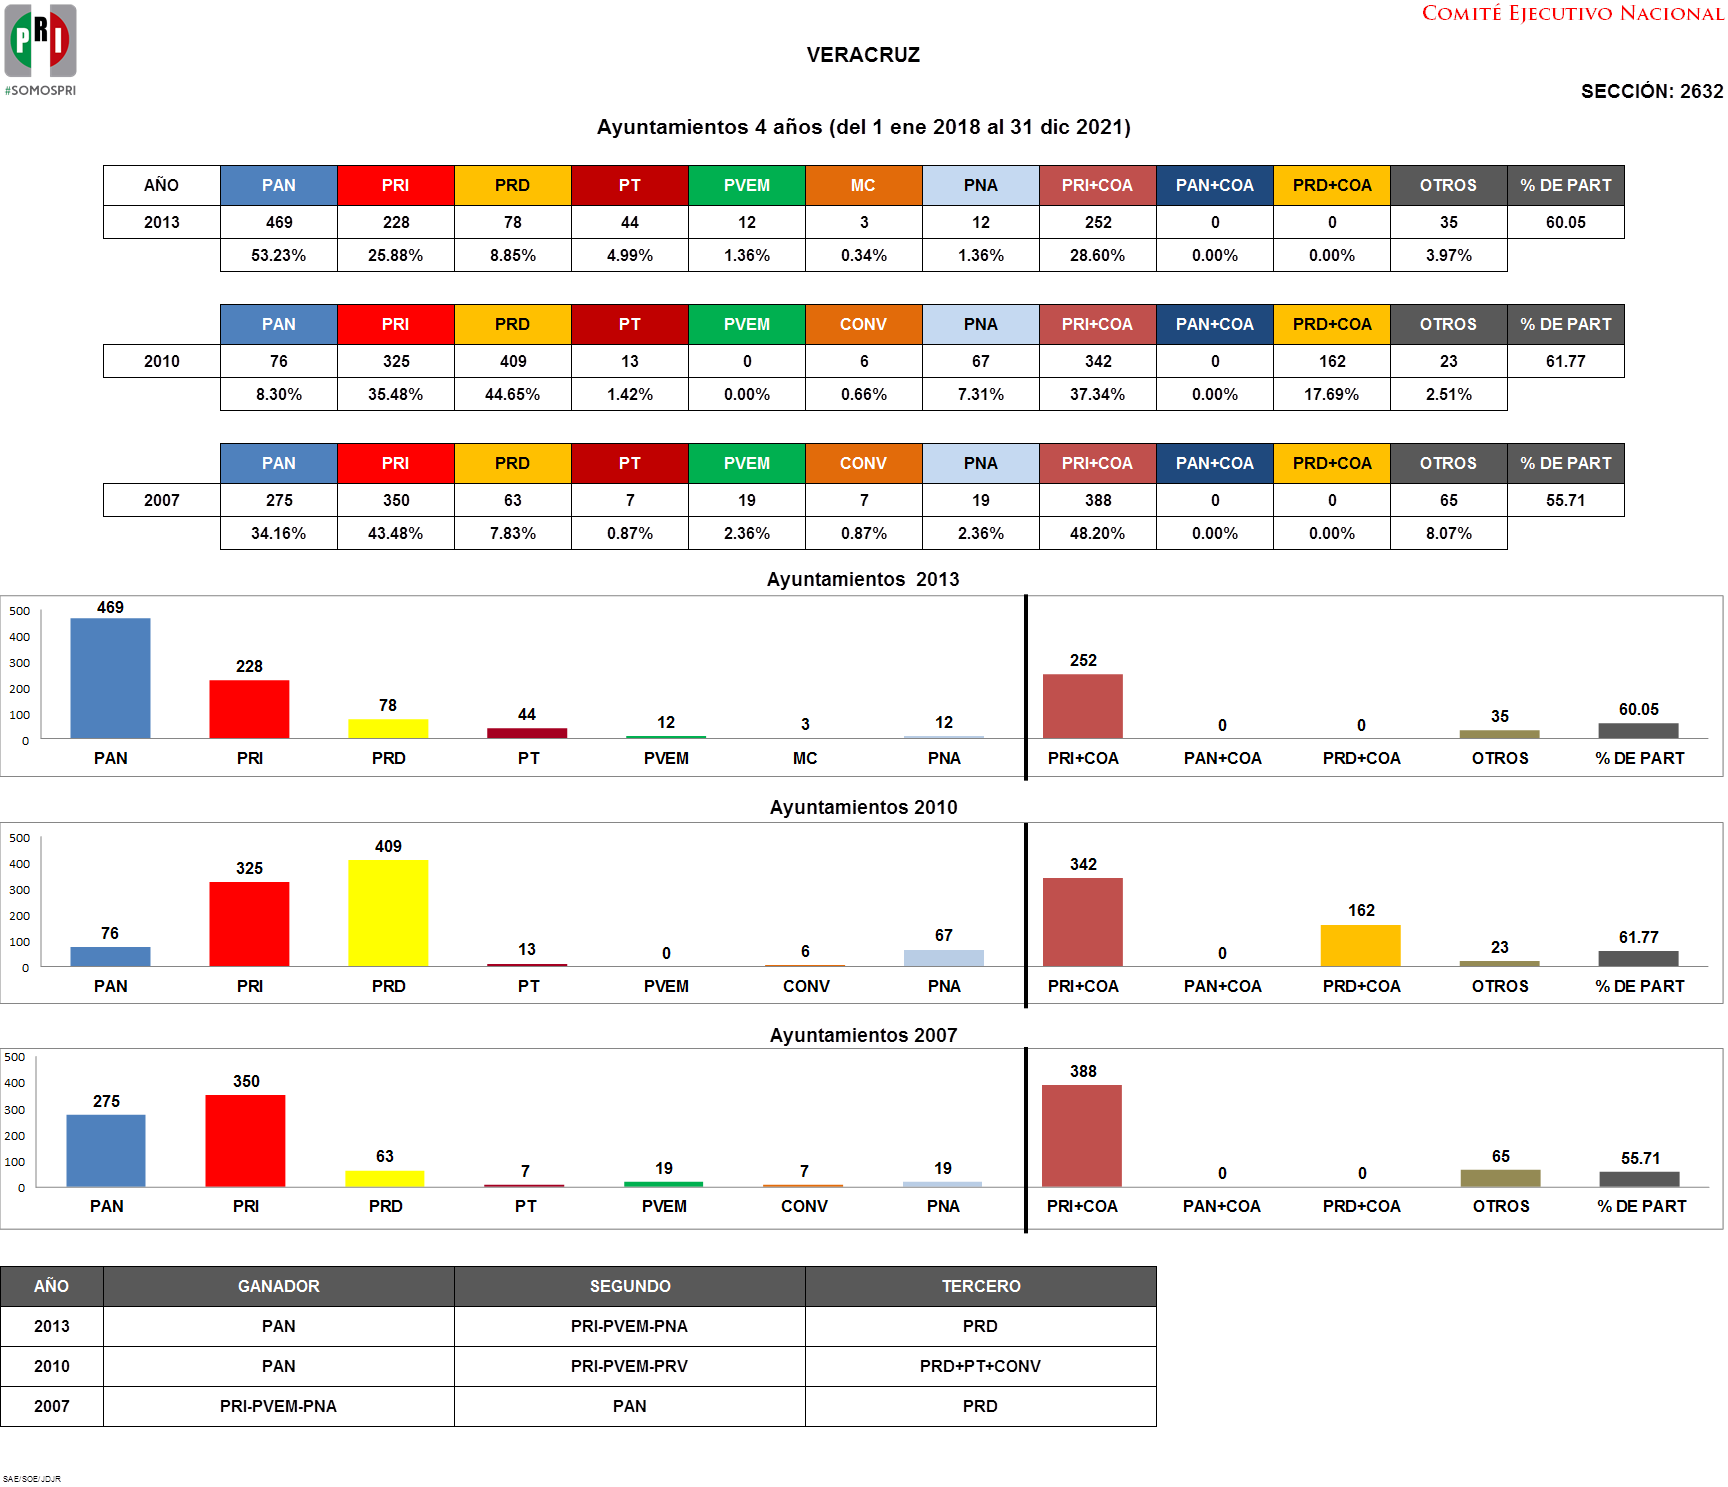 PRI
#SOMOSPRI
COMITÉ EJECUTIVO NACIONAL
VERACRUZ
SECCIÓN: 2632
Ayuntamientos 4 años (del 1 ene 2018 al 31 dic 2021)
AÑO PAN PRI PRD PT PVEM MC PNA PRI+COA PAN+COA PRD+COA OTROS % DE PART
2013 469 228 78 44 12 3 12 252 0 0 35 60.05
53.23% 25.88% 8.85% 4.99% 1.36% 0.34% 1.36% 28.60% 0.00% 0.00% 3.97%
PAN PRI PRD PT PVEM CONV PNA PRI+COA PAN+COA PRD+COA OTROS % DE PART
2010 76 325 409 13 0 6 67 342 0 162 23 61.77
8.30% 35.48% 44.65% 1.42% 0.00% 0.66% 7.31% 37.34% 0.00% 17.69% 2.51%
PAN PRI PRD PT PVEM CONV PNA PRI+COA PAN+COA PRD+COA OTROS % DE PART
2007 275 350 63 7 19 7 19 388 0 0 65 55.71
34.16% 43.48% 7.83% 0.87% 2.36% 0.87% 2.36% 48.20% 0.00% 0.00% 8.07%
Ayuntamientos 2013
500
400
300
200
100
0
469 228 78 44 12 3 12 252 0 0 35 60.05
PAN PRI PRD PT PVEM MC PNA PRI+COA PAN+COA PRD+COA OTROS % DE PART
Ayuntamientos 2010
500
400
300
200
100
0
76 325 409 13 0 6 67 342 0 162 23 61.77
PAN PRI PRD PT PVEM CONV PNA PRI+COA PAN+COA PRD+COA OTROS % DE PART
Ayuntamientos 2007
500
400
300
200
100
0
275 350 63 7 19 7 19 388 0 0 65 55.71
PAN PRI PRD PT PVEM CONV PNA PRI+COA PAN+COA PRD+COA OTROS % DE PART
AÑO GANADOR SEGUNDO TERCERO
2013 PAN PRI-PVEM-PNA PRD
2010 PAN PRI-PVEM-PRV PRD+PT+CONV
2007 PRI-PVEM-PNA PAN PRD
SAE/SOE/JDJR